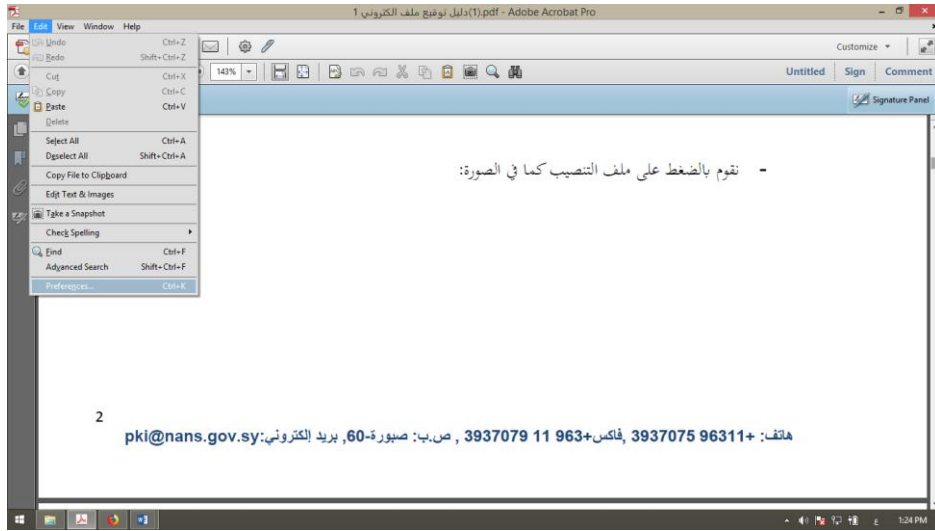 دليل توقيع ملف الكتروني 1(1).pdf - Adobe Acrobat Pro
File Edit View Window Help
Undo Ctrl+Z
Redo Shift+Ctrl+Z
Cut Ctrl+X
Copy Ctrl+C
Paste Ctrl+V
Delete
Select All Ctrl+A
Deselect All Shift+Ctrl+A
Copy File to Clipboard
Edit Text & Images
Take a Snapshot
Check Spelling
Find Ctrl+F
Advanced Search Shift+Ctrl+F
Preferences... Ctrl+K
Customize
143%
Untitled Sign Comment
Signature Panel
- نقوم بالضغط على ملف التنصيب كما في الصورة:
2
هاتف: +96311 3937075 ,فاكس+963 11 3937079 , ص.ب: صبورة-60, بريد إلكتروني:pki@nans.gov.sy
ع 1:24 PM